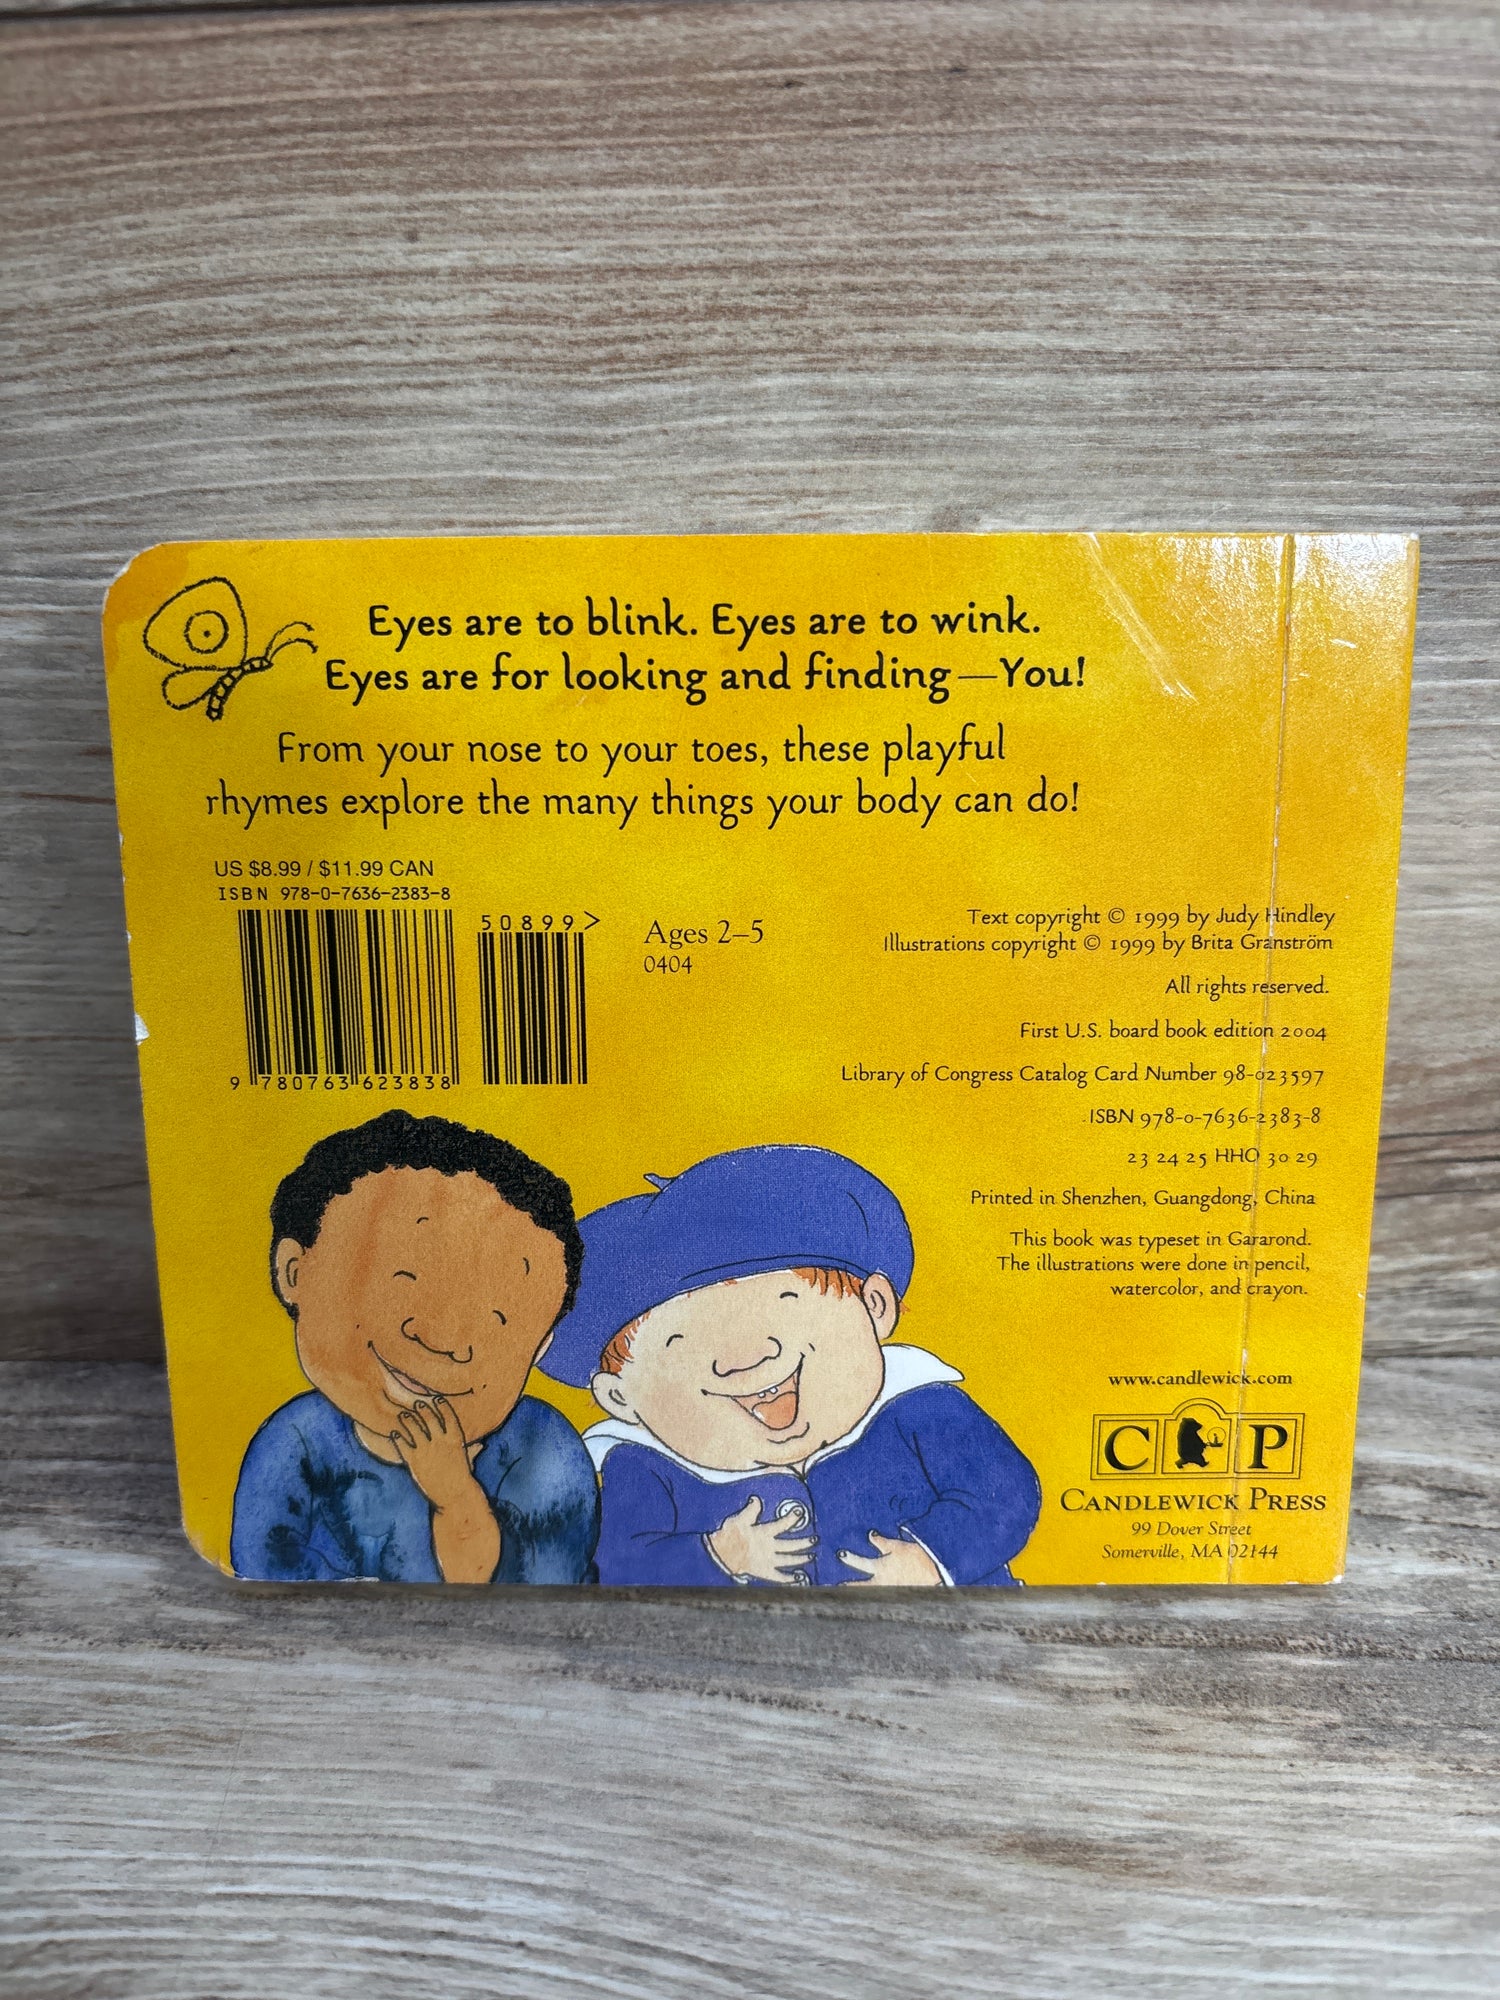 Eyes are to blink. Eyes are to wink.
Eyes are for looking and finding—You!
From your nose to your toes, these playful
rhymes explore the many things your body can do!
US $8.99 / $11.99 CAN
ISBN 978-0-7636-2383-8
50899>
9 780763 623838
Ages 2–5
0404
Text copyright © 1999 by Judy Hindley
Illustrations copyright © 1999 by Brita Granström
All rights reserved.
First U.S. board book edition 2004
Library of Congress Catalog Card Number 98-023597
ISBN 978-0-7636-2383-8
23 24 25 HHO 30 29
Printed in Shenzhen, Guangdong, China
This book was typeset in Gararond.
The illustrations were done in pencil,
watercolor, and crayon.
www.candlewick.com
C P
CANDLEWICK PRESS
99 Dover Street
Somerville, MA 02144